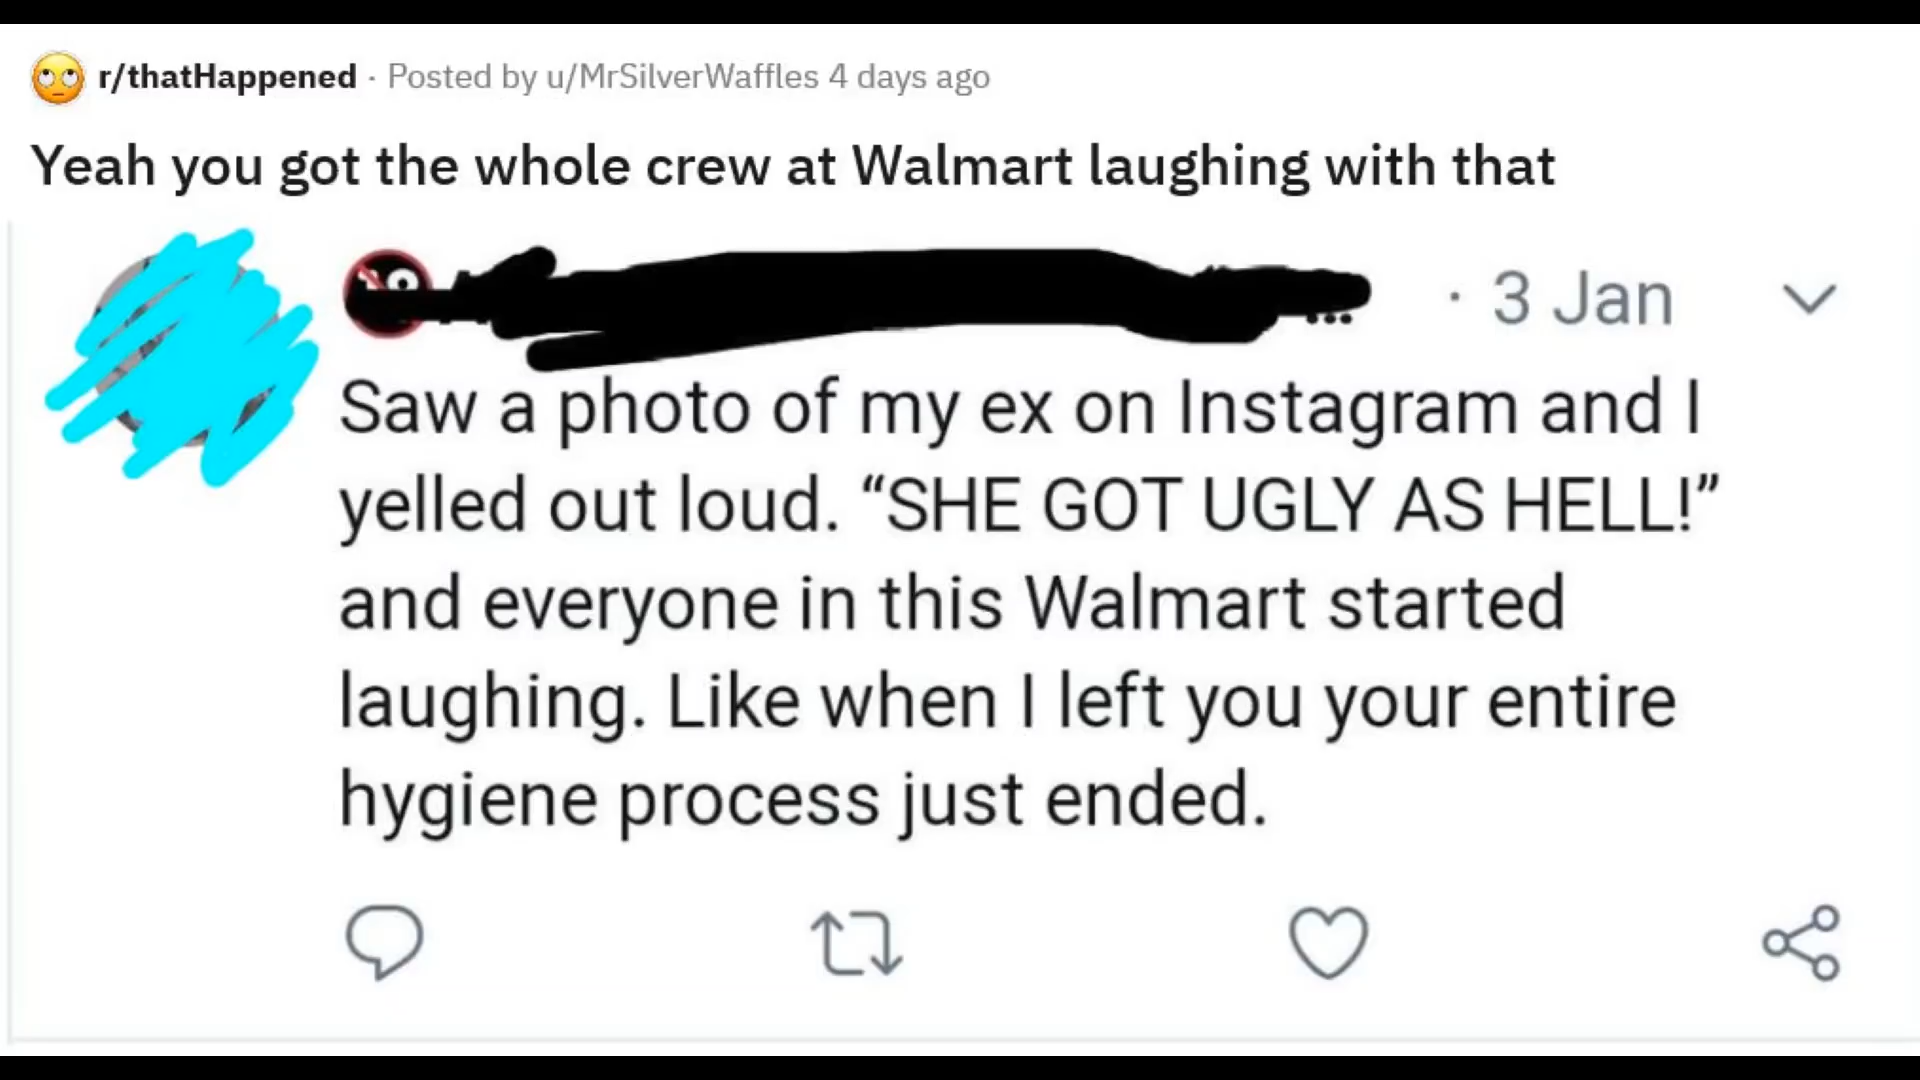 r/thatHappened · Posted by u/MrSilverWaffles 4 days ago
Yeah you got the whole crew at Walmart laughing with that
... · 3 Jan
Saw a photo of my ex on Instagram and I
yelled out loud. “SHE GOT UGLY AS HELL!”
and everyone in this Walmart started
laughing. Like when I left you your entire
hygiene process just ended.